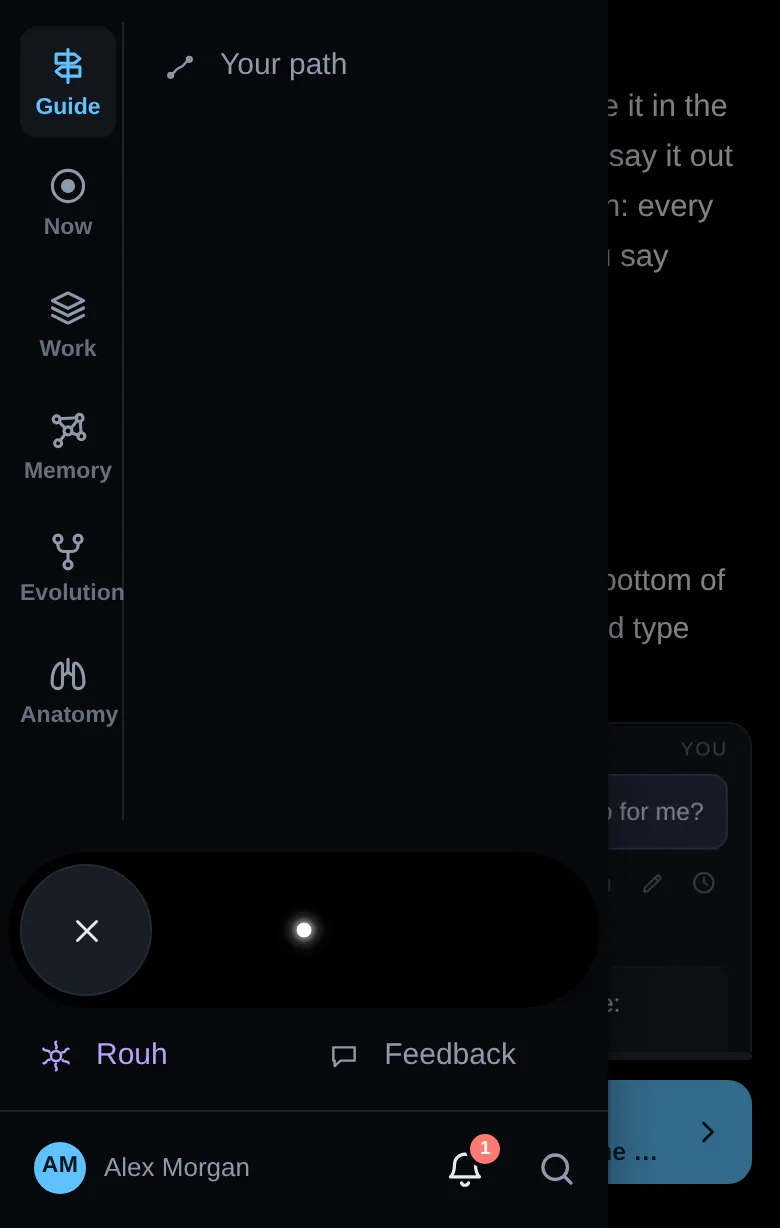 Guide
Your path
Now
Work
Memory
Evolution
Anatomy
it in the
say it out
every
say
bottom of
type
YOU
for me?
Rouh
Feedback
AM
Alex Morgan
1
...